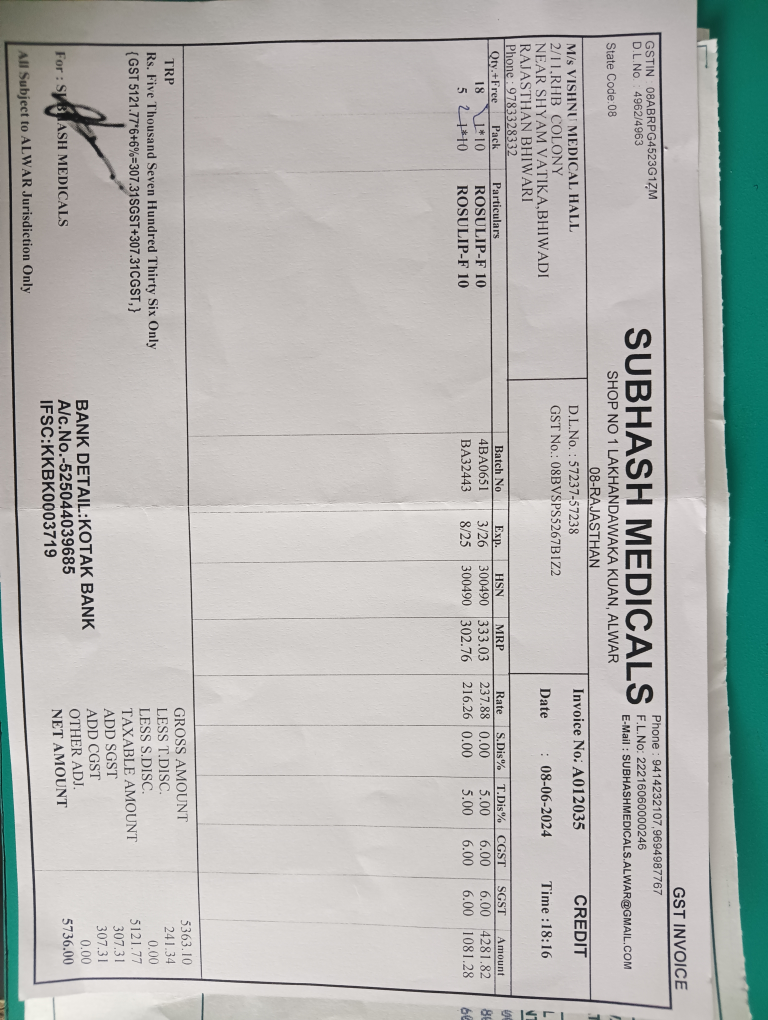 GST INVOICE
GSTIN 08ABRPG4523G1ZM
D.L.No : 4962/4963
State Code:08
SUBHASH MEDICALS
SHOP NO 1 LAKHANDAWAKA KUAN, ALWAR
08-RAJASTHAN
Phone : 9414232107,9694987767
F.L.No: 22216060000246
E-Mail : SUBHASHMEDICALS.ALWAR@GMAIL.COM
M/s VISHNU MEDICAL HALL
2/11,RHB COLONY
NEAR SHYAM VATIKA,BHIWADI
RAJASTHAN BHIWARI
Phone : 9783328332
D.L.No. : 57237-57238
GST No.: 08BVSPS5267B1Z2
Invoice No: A012035 CREDIT
Date : 08-06-2024 Time :18:16
Qty.+Free Pack Particulars Batch No Exp. HSN MRP Rate S.Dis% T.Dis% CGST SGST Amount
18 1*10 ROSULIP-F 10 4BA0651 3/26 300490 333.03 237.88 0.00 5.00 6.00 6.00 4281.82
5 1*10 ROSULIP-F 10 BA32443 8/25 300490 302.76 216.26 0.00 5.00 6.00 6.00 1081.28
TRP
Rs. Five Thousand Seven Hundred Thirty Six Only
{GST 5121.77*6+6%=307.31SGST+307.31CGST,}
For : SUBHASH MEDICALS
All Subject to ALWAR Jurisdiction Only
BANK DETAIL:KOTAK BANK
A/c.No.-525044039685
IFSC:KKBK0003719
GROSS AMOUNT 5363.10
LESS T.DISC. 241.34
LESS S.DISC. 0.00
TAXABLE AMOUNT 5121.77
ADD SGST 307.31
ADD CGST 307.31
OTHER ADJ. 0.00
NET AMOUNT 5736.00